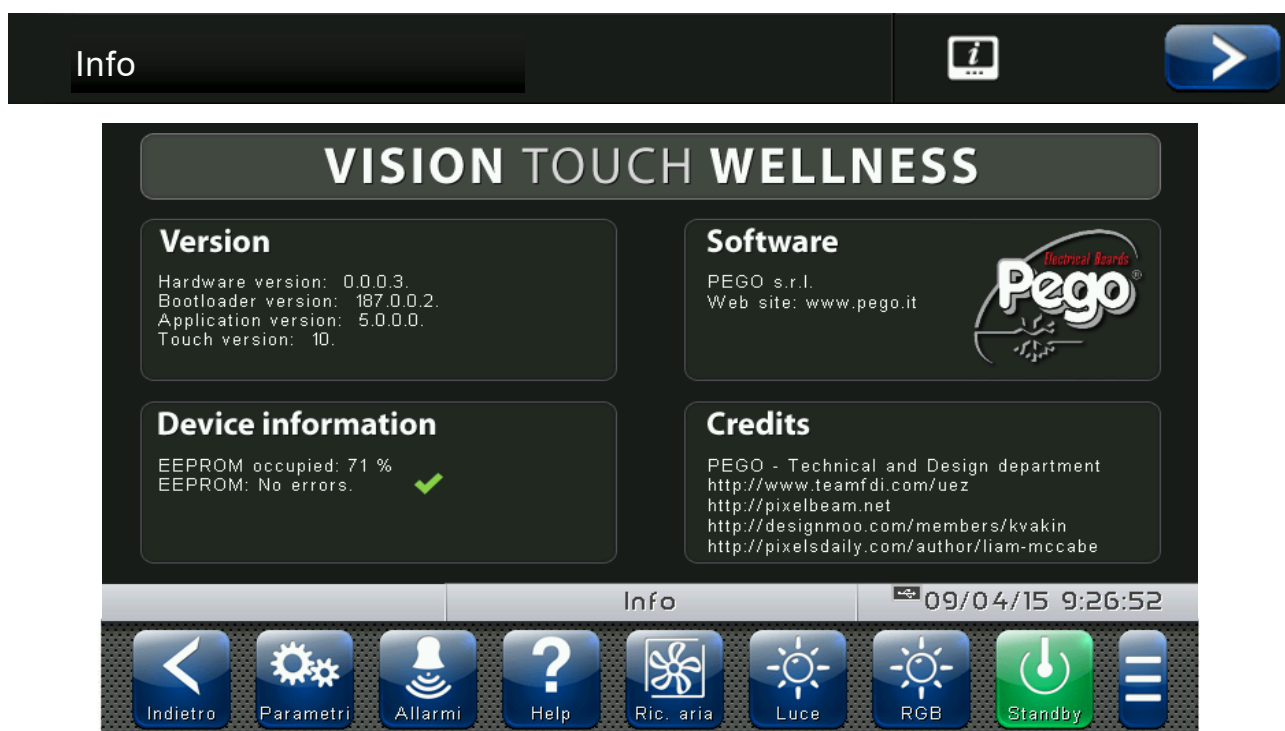 Info
VISION TOUCH WELLNESS
Version
Hardware version: 0.0.0.3.
Bootloader version: 187.0.0.2.
Application version: 5.0.0.0.
Touch version: 10.
Software
PEGO s.r.l.
Web site: www.pego.it
Electrical Boards
Pego®
Device information
EEPROM occupied: 71 %
EEPROM: No errors.
Credits
PEGO - Technical and Design department
http://www.teamfdi.com/uez
http://pixelbeam.net
http://designmoo.com/members/kvakin
http://pixelsdaily.com/author/liam-mccabe
Info
09/04/15 9:26:52
Indietro
Parametri
Allarmi
?
Help
Ric. aria
Luce
RGB
Standby